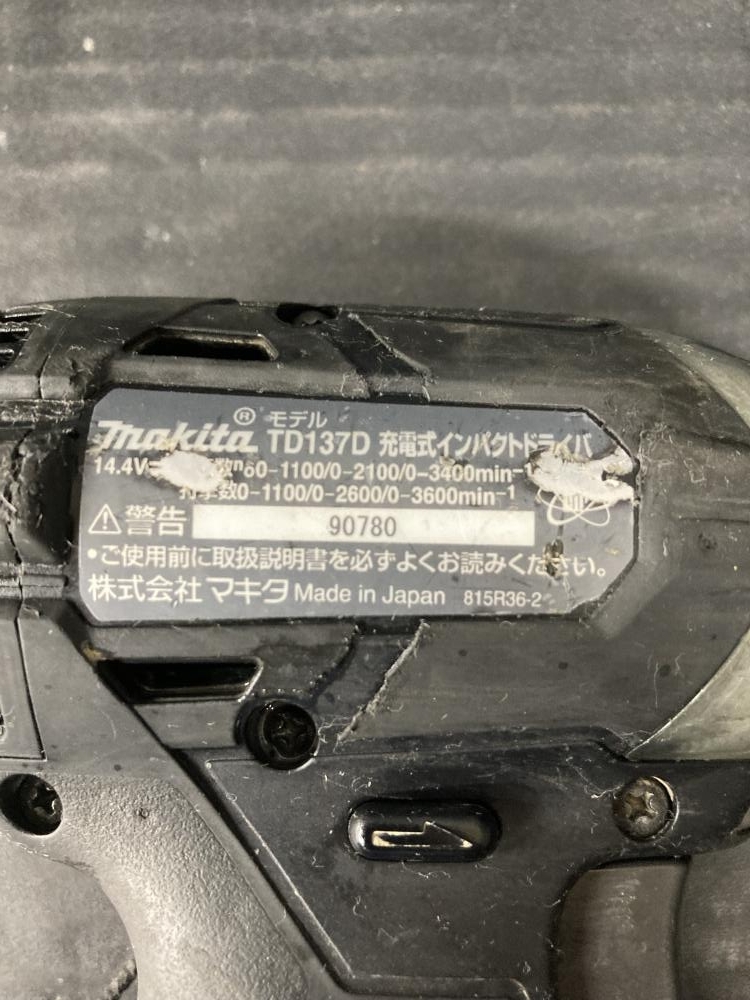 makita® モデル TD137D 充電式インパクトドライバ
14.4V 60-1100/0-2100/0-3400min⁻¹
打撃数0-1100/0-2600/0-3600min⁻¹
⚠警告 90780
•ご使用前に取扱説明書を必ずよくお読みください。
株式会社 マキタ Made in Japan 815R36-2